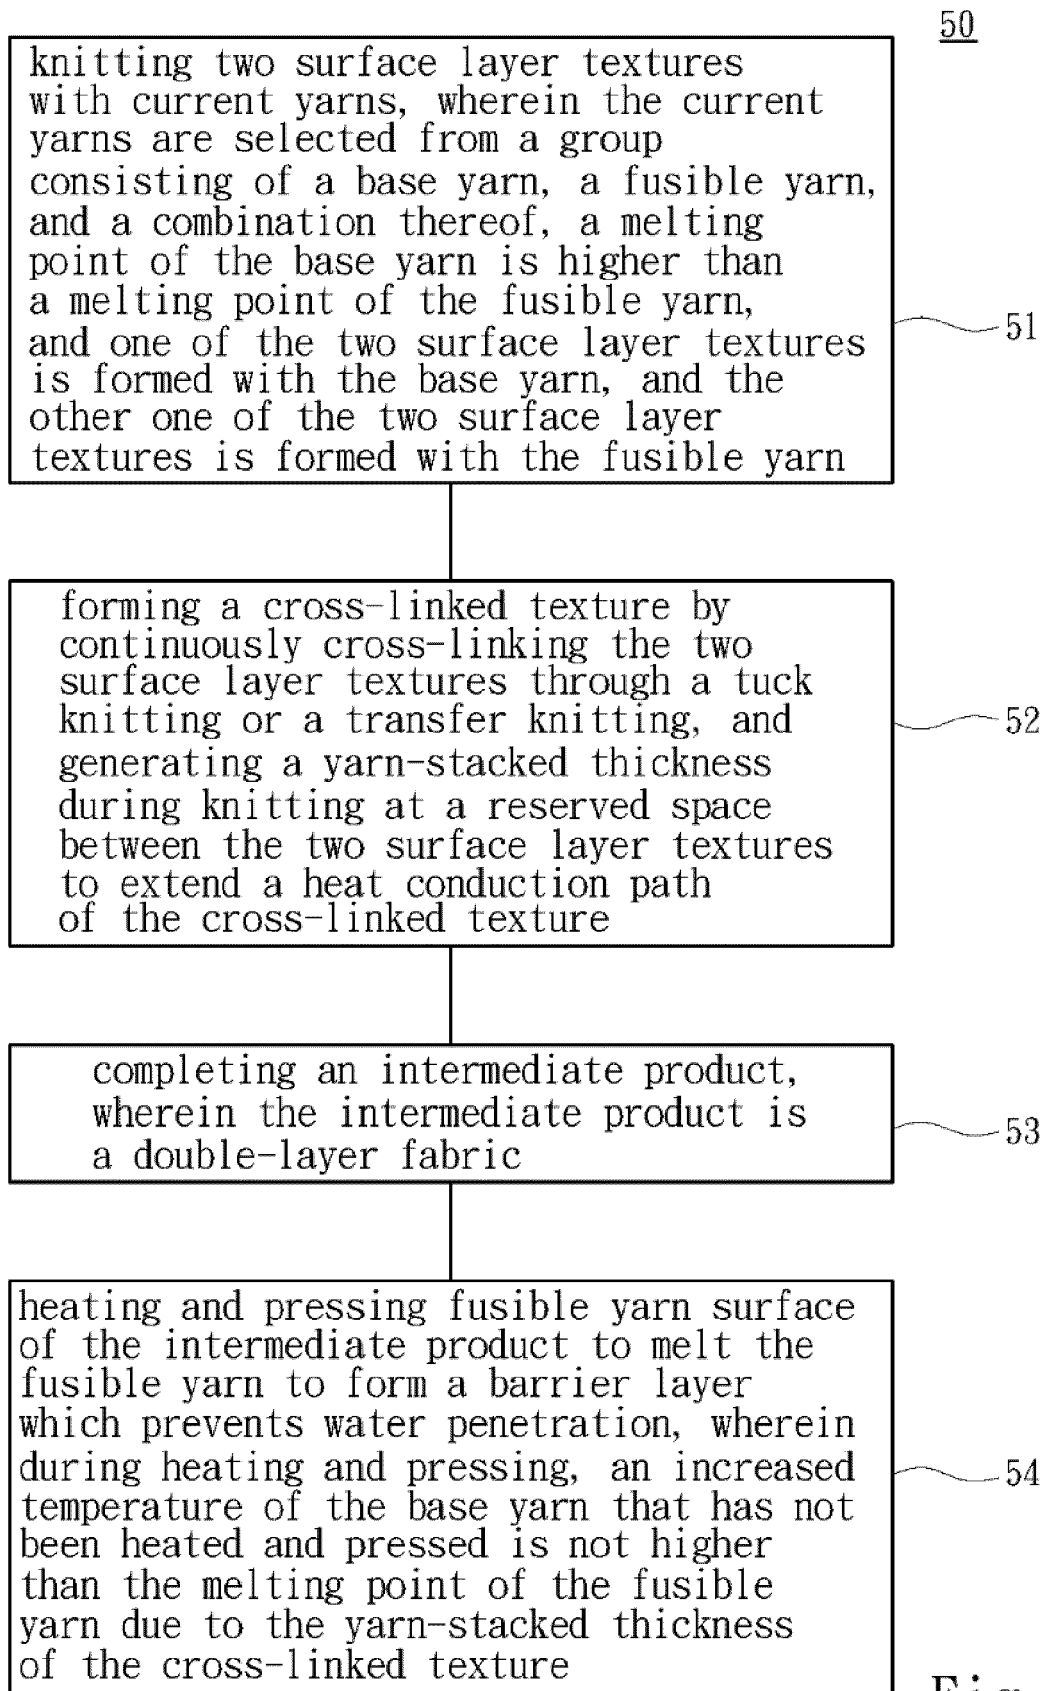 50
knitting two surface layer textures
with current yarns, wherein the current
yarns are selected from a group
consisting of a base yarn, a fusible yarn,
and a combination thereof, a melting
point of the base yarn is higher than
a melting point of the fusible yarn,
and one of the two surface layer textures
is formed with the base yarn, and the
other one of the two surface layer
textures is formed with the fusible yarn
51
forming a cross-linked texture by
continuously cross-linking the two
surface layer textures through a tuck
knitting or a transfer knitting, and
generating a yarn-stacked thickness
during knitting at a reserved space
between the two surface layer textures
to extend a heat conduction path
of the cross-linked texture
52
completing an intermediate product,
wherein the intermediate product is
a double-layer fabric
53
heating and pressing fusible yarn surface
of the intermediate product to melt the
fusible yarn to form a barrier layer
which prevents water penetration, wherein
during heating and pressing, an increased
temperature of the base yarn that has not
been heated and pressed is not higher
than the melting point of the fusible
yarn due to the yarn-stacked thickness
of the cross-linked texture
54